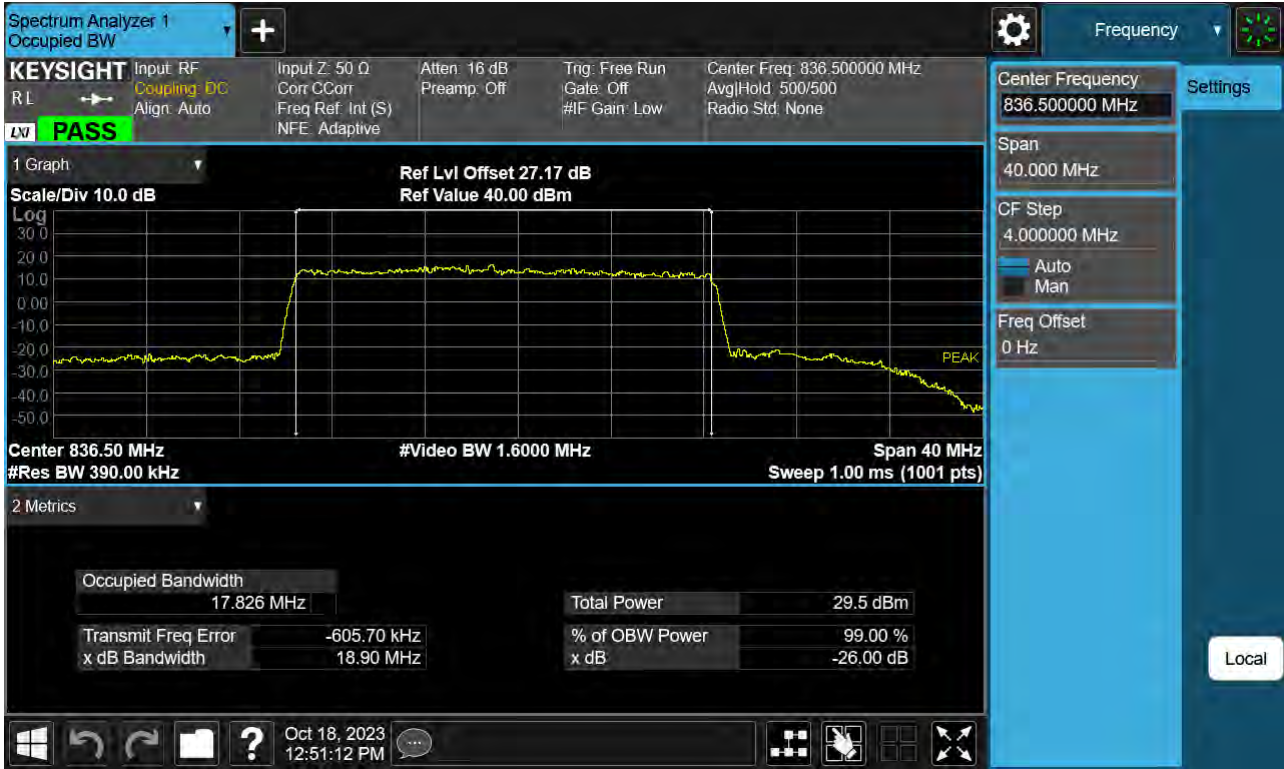 Spectrum Analyzer 1
Occupied BW
Frequency
KEYSIGHT
R L
LXI
PASS
Input: RF
Coupling: DC
Align: Auto
Input Z: 50 Ω
Corr CCorr
Freq Ref: Int (S)
NFE: Adaptive
Atten: 16 dB
Preamp: Off
Trig: Free Run
Gate: Off
#IF Gain: Low
Center Freq: 836.500000 MHz
Avg|Hold: 500/500
Radio Std: None
Center Frequency
836.500000 MHz
Settings
Span
40.000 MHz
CF Step
4.000000 MHz
Auto
Man
Freq Offset
0 Hz
Local
1 Graph
Scale/Div 10.0 dB
Ref Lvl Offset 27.17 dB
Ref Value 40.00 dBm
Log
30.0
20.0
10.0
0.00
-10.0
-20.0
-30.0
-40.0
-50.0
PEAK
Center 836.50 MHz
#Video BW 1.6000 MHz
Span 40 MHz
#Res BW 390.00 kHz
Sweep 1.00 ms (1001 pts)
2 Metrics
Occupied Bandwidth
17.826 MHz
Total Power 29.5 dBm
Transmit Freq Error -605.70 kHz
% of OBW Power 99.00 %
x dB Bandwidth 18.90 MHz
x dB -26.00 dB
?
Oct 18, 2023
12:51:12 PM